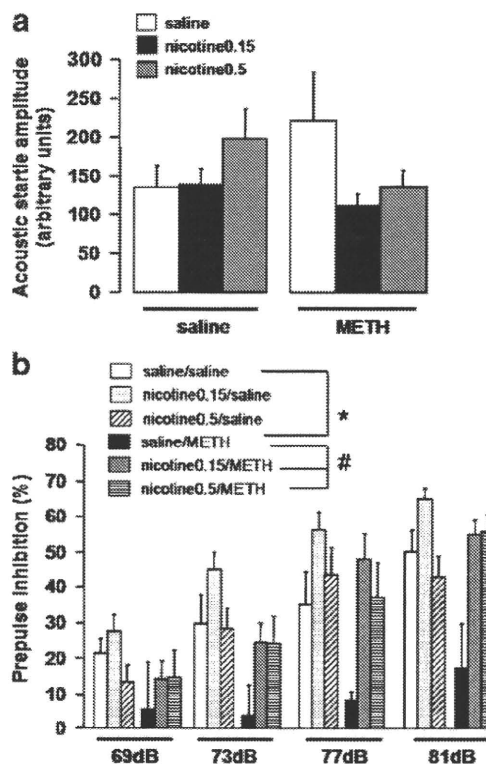 a
saline
nicotine0.15
nicotine0.5
Acoustic startle amplitude
(arbitrary units)
300
250
200
150
100
50
0
saline METH
b
saline/saline
nicotine0.15/saline
nicotine0.5/saline
saline/METH
nicotine0.15/METH
nicotine0.5/METH
*
#
Prepulse inhibition (%)
80
70
60
50
40
30
20
10
0
69dB 73dB 77dB 81dB